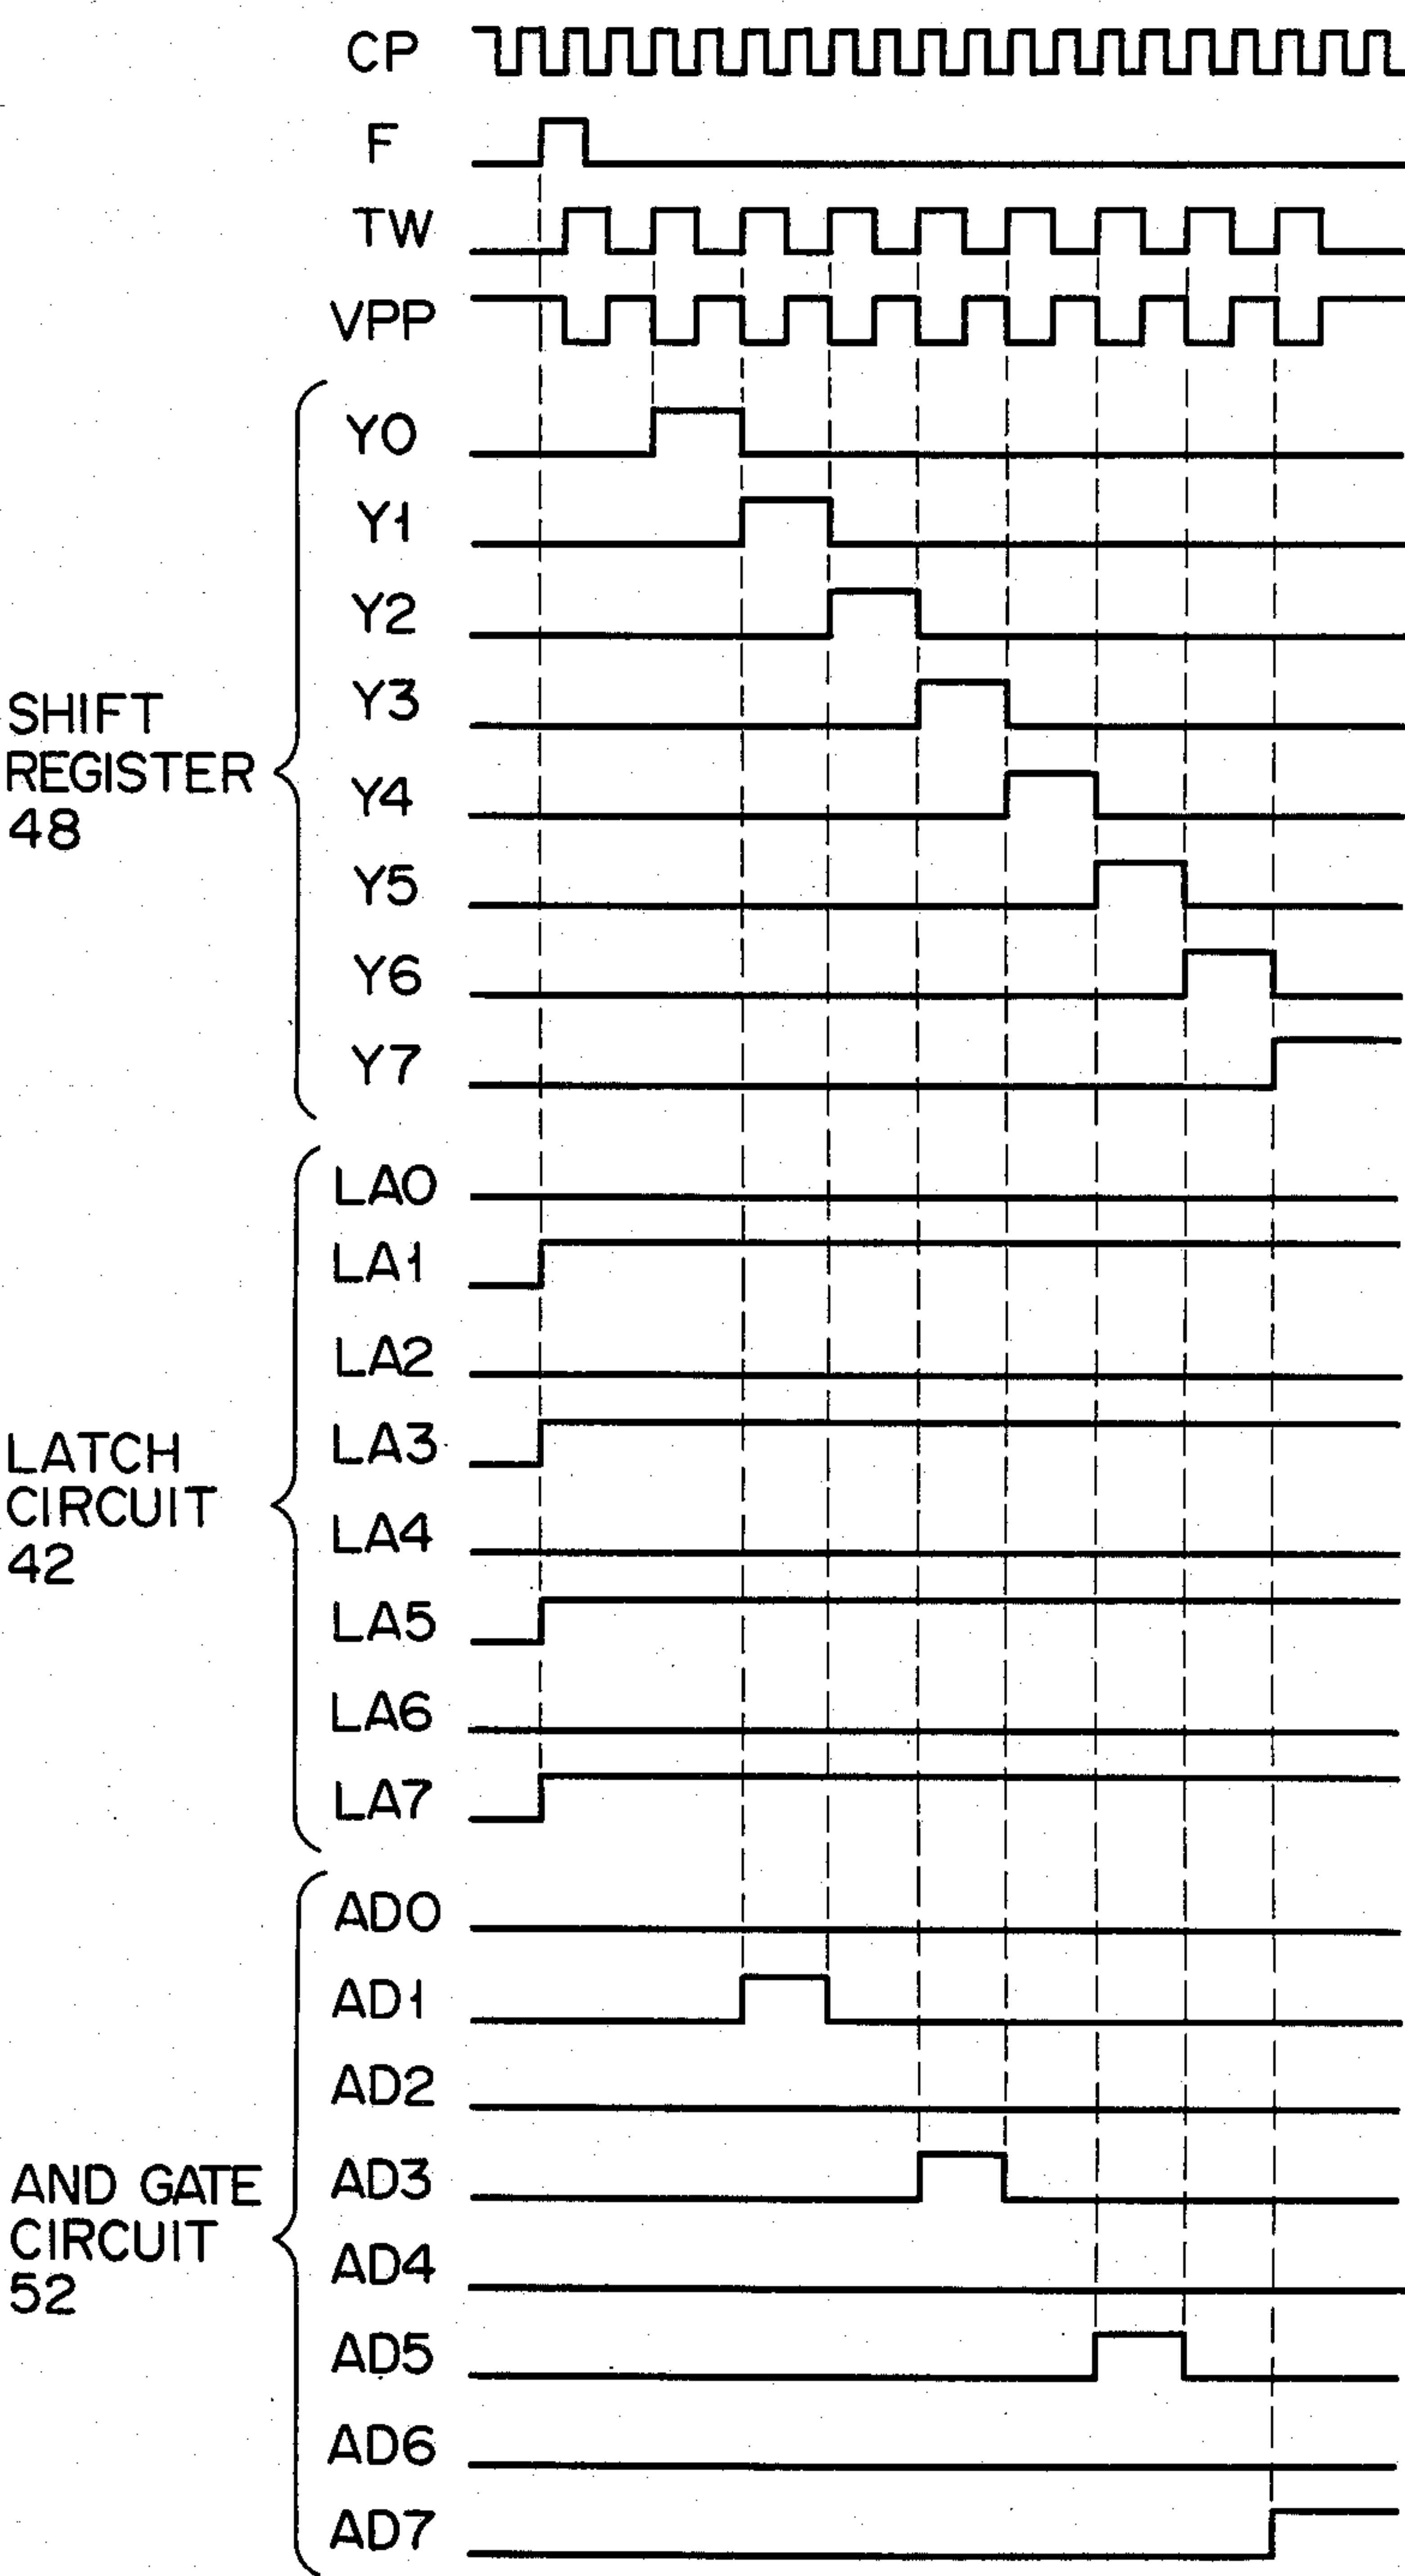 CP
F
TW
VPP
Y0
Y1
Y2
Y3
Y4
Y5
Y6
Y7
SHIFT
REGISTER
48
LA0
LA1
LA2
LA3
LA4
LA5
LA6
LA7
LATCH
CIRCUIT
42
AD0
AD1
AD2
AD3
AD4
AD5
AD6
AD7
AND GATE
CIRCUIT
52